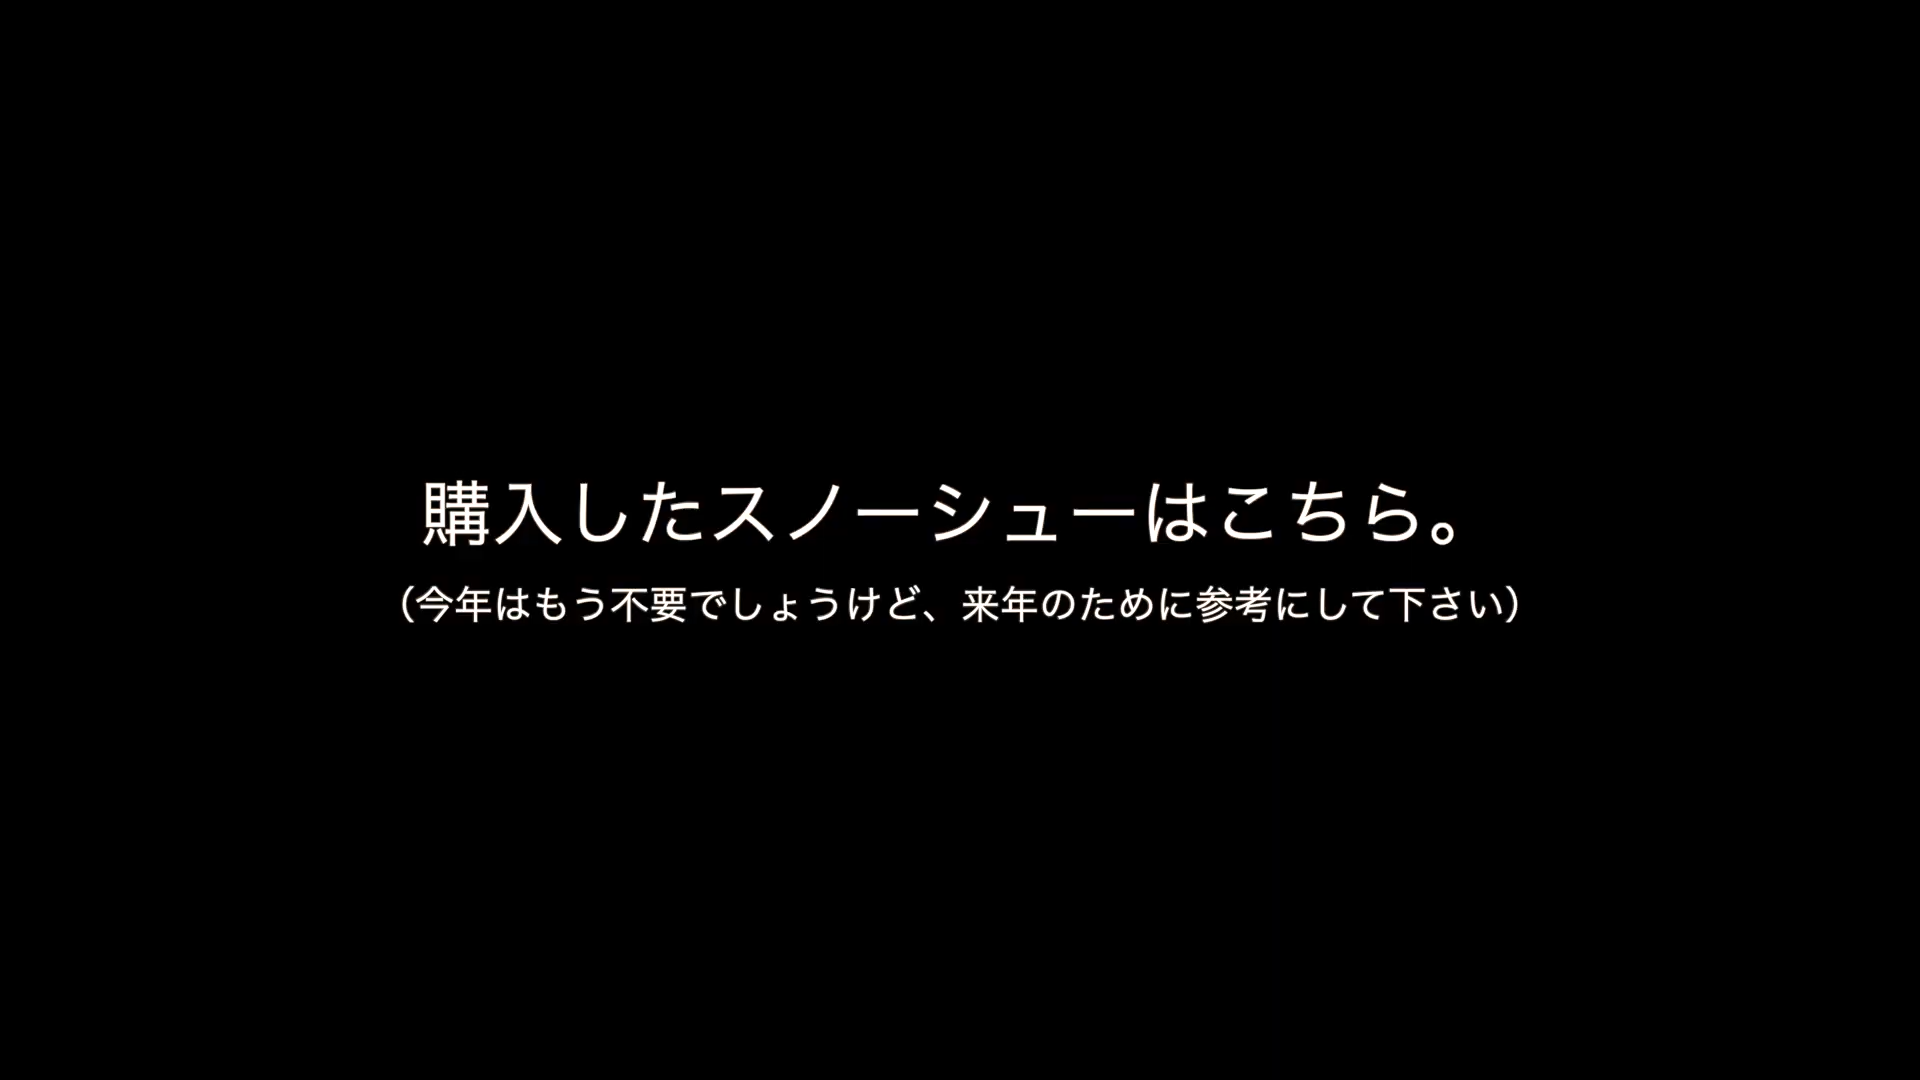 購入したスノーシューはこちら。
（今年はもう不要でしょうけど、来年のために参考にして下さい）